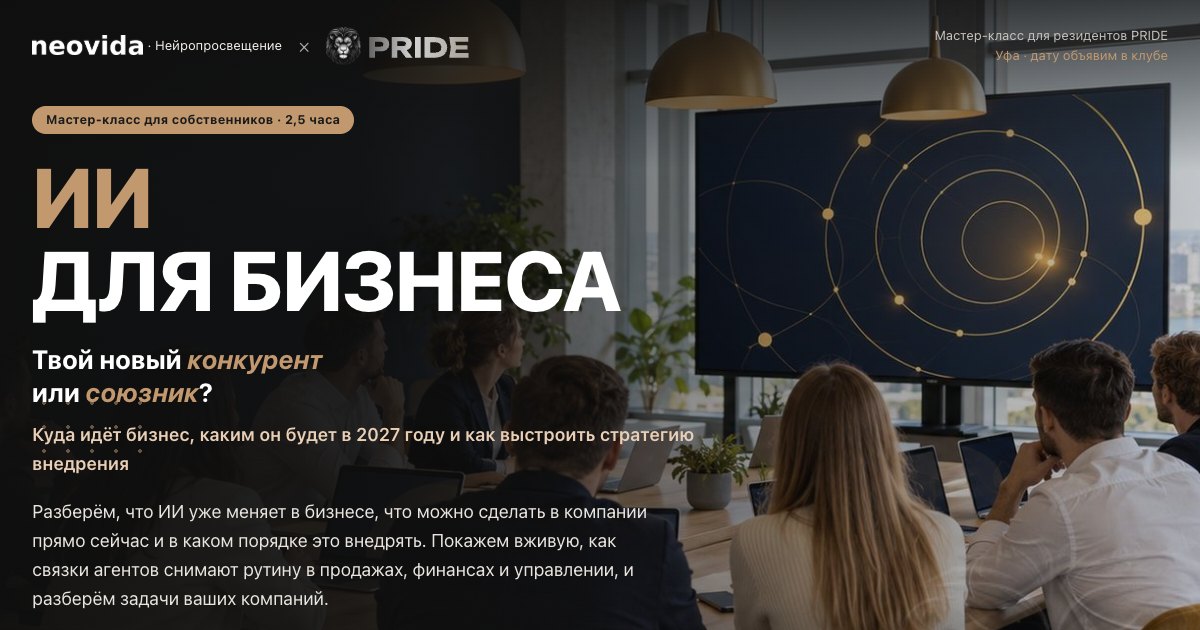 neovida · Нейропросвещение × PRIDE
Мастер-класс для резидентов PRIDE
Уфа · дату объявим в клубе
Мастер-класс для собственников · 2,5 часа
ИИ
ДЛЯ БИЗНЕСА
Твой новый конкурент
или союзник?
Куда идёт бизнес, каким он будет в 2027 году и как выстроить стратегию
внедрения
Разберём, что ИИ уже меняет в бизнесе, что можно сделать в компании
прямо сейчас и в каком порядке это внедрять. Покажем вживую, как
связки агентов снимают рутину в продажах, финансах и управлении, и
разберём задачи ваших компаний.